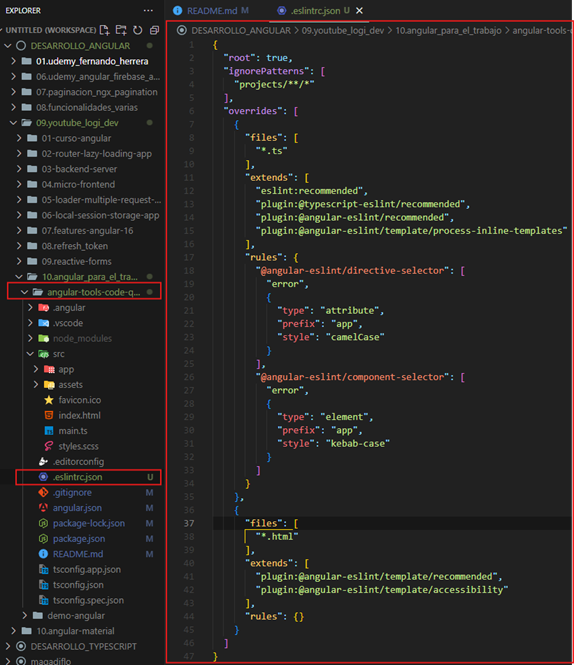 EXPLORER
UNTITLED (WORKSPACE)
DESARROLLO_ANGULAR
01.udemy_fernando_herrera
06.udemy_angular_firebase_a...
07.paginacion_ngx_pagination
08.funcionalidades_varias
09.youtube_logi_dev
01-curso-angular
02-router-lazy-loading-app
03-backend-server
04.micro-frontend
05-loader-multiple-request-...
06-local-session-storage-app
07.features-angular-16
08.refresh_token
09.reactive-forms
10.angular_para_el_tra...
angular-tools-code-q...
.angular
.vscode
node_modules
src
app
assets
favicon.ico
index.html
main.ts
styles.scss
.editorconfig
.eslintrc.json U
.gitignore M
angular.json M
package-lock.json M
package.json M
README.md M
tsconfig.app.json
tsconfig.json
tsconfig.spec.json
demo-angular
10.angular-material
DESARROLLO_TYPESCRIPT
magadiflo
README.md M
.eslintrc.json U
DESARROLLO_ANGULAR > 09.youtube_logi_dev > 10.angular_para_el_trabajo > angular-tools-c
1 {
2 "root": true,
3 "ignorePatterns": [
4 "projects/**/*"
5 ],
6 "overrides": [
7 {
8 "files": [
9 "*.ts"
10 ],
11 "extends": [
12 "eslint:recommended",
13 "plugin:@typescript-eslint/recommended",
14 "plugin:@angular-eslint/recommended",
15 "plugin:@angular-eslint/template/process-inline-templates"
16 ],
17 "rules": {
18 "@angular-eslint/directive-selector": [
19 "error",
20 {
21 "type": "attribute",
22 "prefix": "app",
23 "style": "camelCase"
24 }
25 ],
26 "@angular-eslint/component-selector": [
27 "error",
28 {
29 "type": "element",
30 "prefix": "app",
31 "style": "kebab-case"
32 }
33 ]
34 }
35 },
36 {
37 "files": [
38 "*.html"
39 ],
40 "extends": [
41 "plugin:@angular-eslint/template/recommended",
42 "plugin:@angular-eslint/template/accessibility"
43 ],
44 "rules": {}
45 }
46 ]
47 }